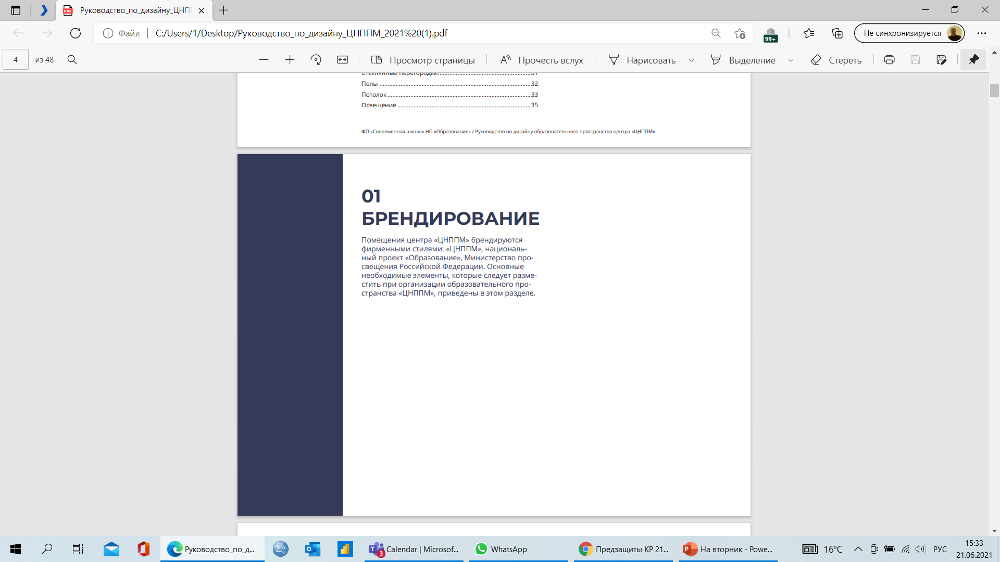 Руководство_по_дизайну_ЦНПП
Файл
C:/Users/1/Desktop/Руководство_по_дизайну_ЦНППМ_2021%20(1).pdf
99+
Не синхронизируется
4 из 48
Просмотр страницы
Прочесть вслух
Нарисовать
Выделение
Стереть
Стеклянные перегородки 31
Полы 32
Потолок 33
Освещение 35
ФП «Современная школа» НП «Образование» / Руководство по дизайну образовательного пространства центра «ЦНППМ»
01
БРЕНДИРОВАНИЕ
Помещения центра «ЦНППМ» брендируются
фирменными стилями: «ЦНППМ», националь-
ный проект «Образование», Министерство про-
свещения Российской Федерации. Основные
необходимые элементы, которые следует разме-
стить при организации образовательного про-
странства «ЦНППМ», приведены в этом разделе.
Руководство_по_д...
3
Calendar | Microsof...
WhatsApp
Предзащиты КР 21...
На вторник - Powe...
16°C
РУС
15:33
21.06.2021